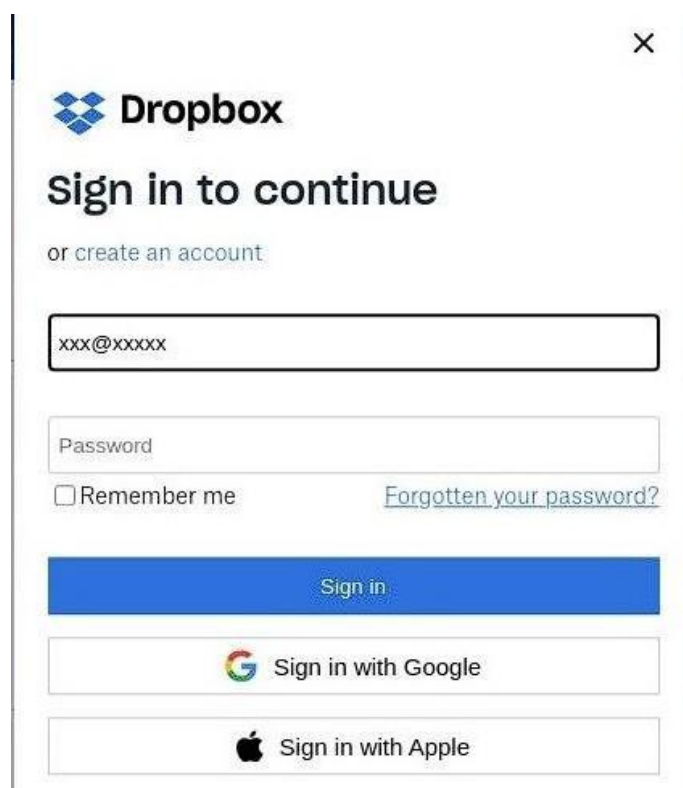 Dropbox
Sign in to continue
or create an account
xxx@xxxxx
Password
Remember me Forgotten your password?
Sign in
Sign in with Google
Sign in with Apple